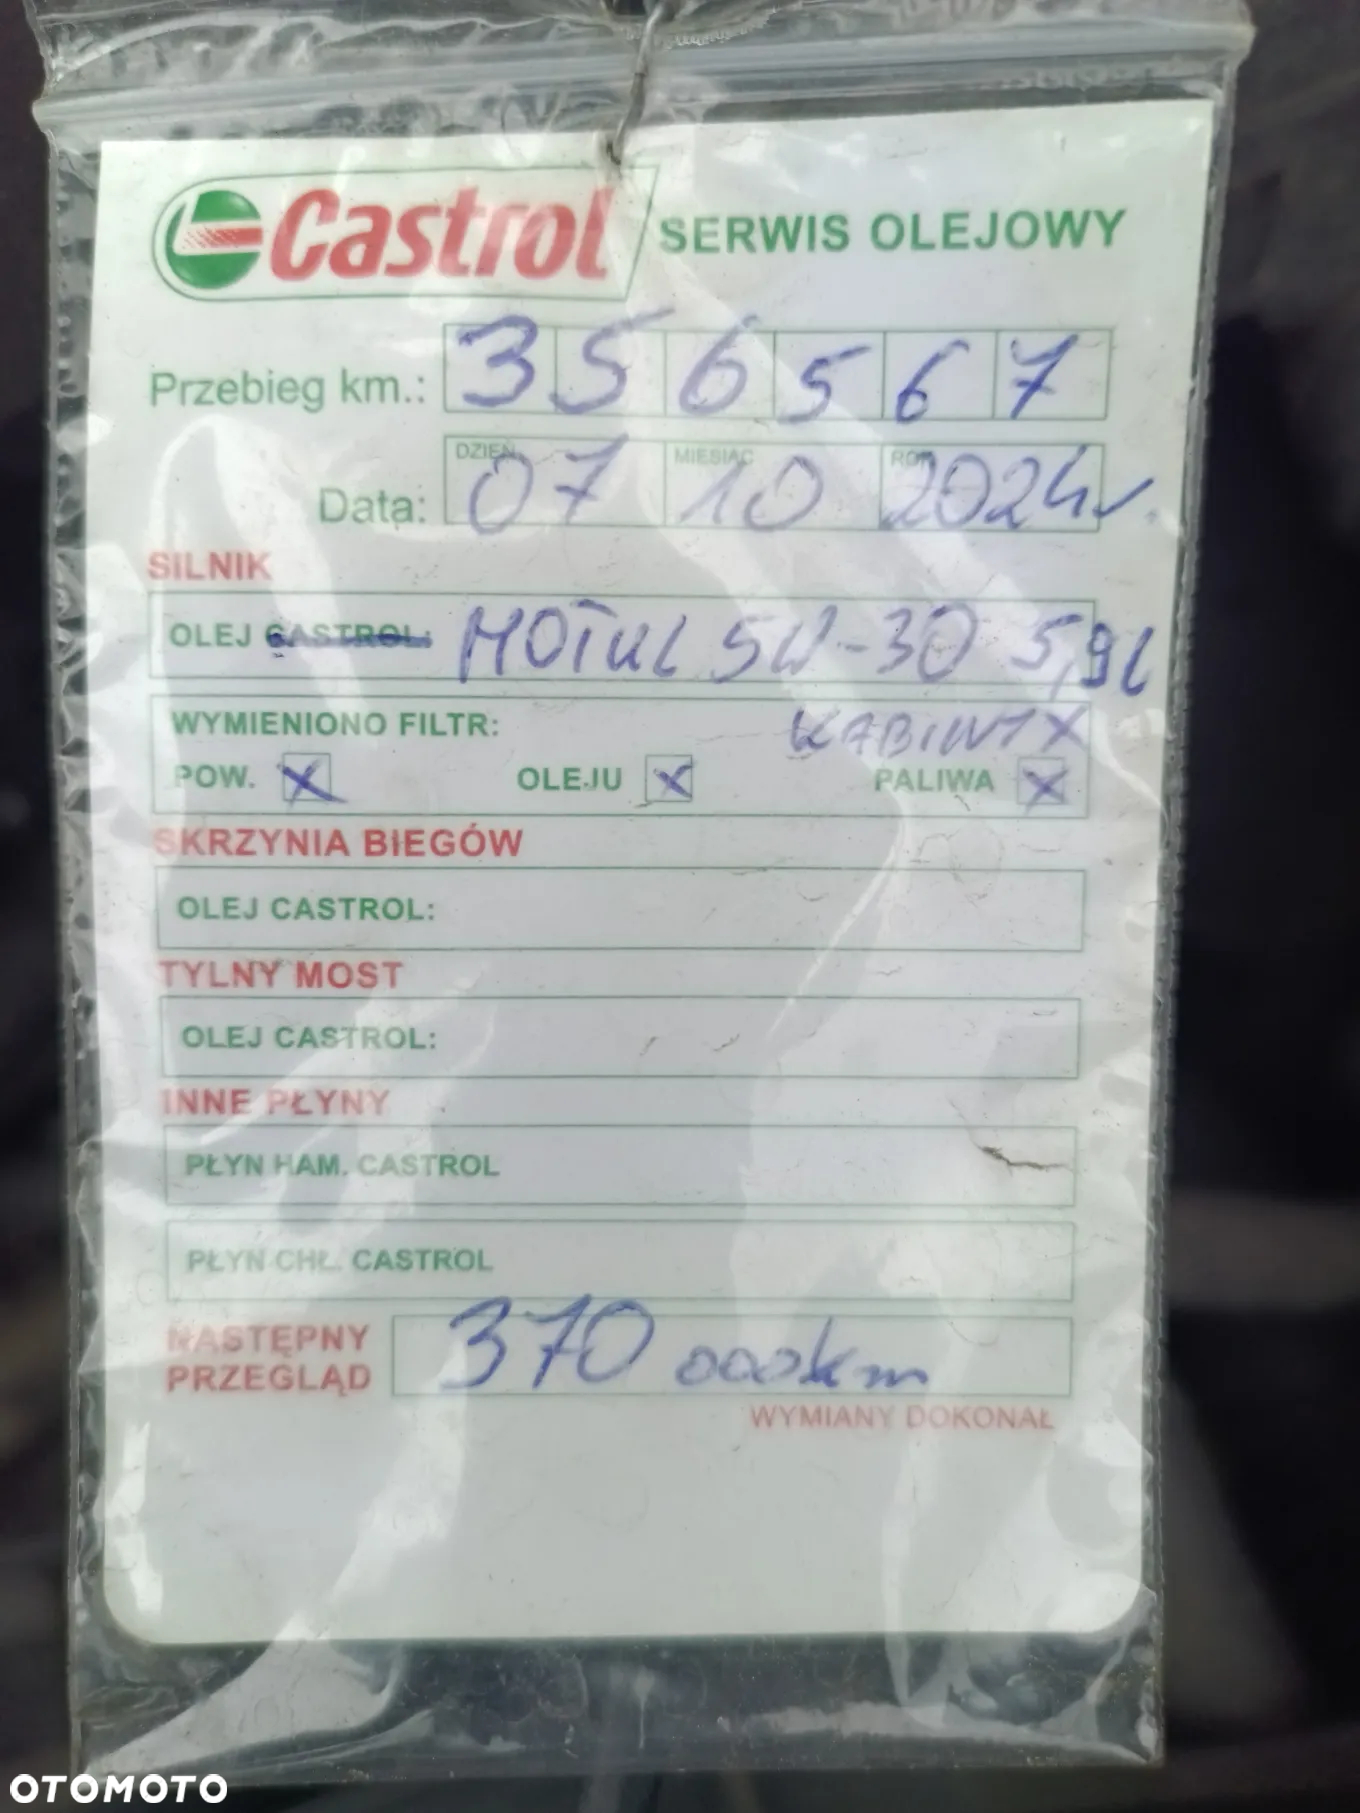 Castrol SERWIS OLEJOWY
Przebieg km.: 356567
DZIEŃ MIESIĄC ROK
Data: 07 10 2024r.
SILNIK
OLEJ CASTROL: MOTUL 5W-30 5,9L
WYMIENIONO FILTR: KABINY X
POW. X OLEJU X PALIWA X
SKRZYNIA BIEGÓW
OLEJ CASTROL:
TYLNY MOST
OLEJ CASTROL:
INNE PŁYNY
PŁYN HAM. CASTROL
PŁYN CHŁ. CASTROL
NASTĘPNY
PRZEGLĄD 370 000km
WYMIANY DOKONAŁ
OTOMOTO